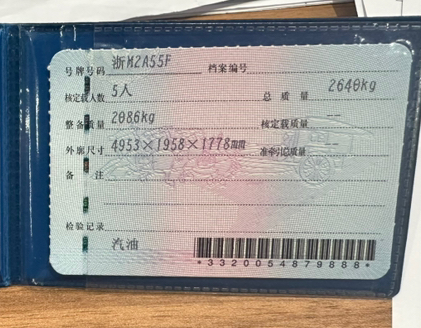 号牌号码 浙M2A55F 档案编号
核定载人数 5人 总质量 2640kg
整备质量 2086kg 核定载质量 --
外廓尺寸 4953×1958×1778㎜ 准牵引总质量 --
备注
检验记录
汽油
*3320054879888*